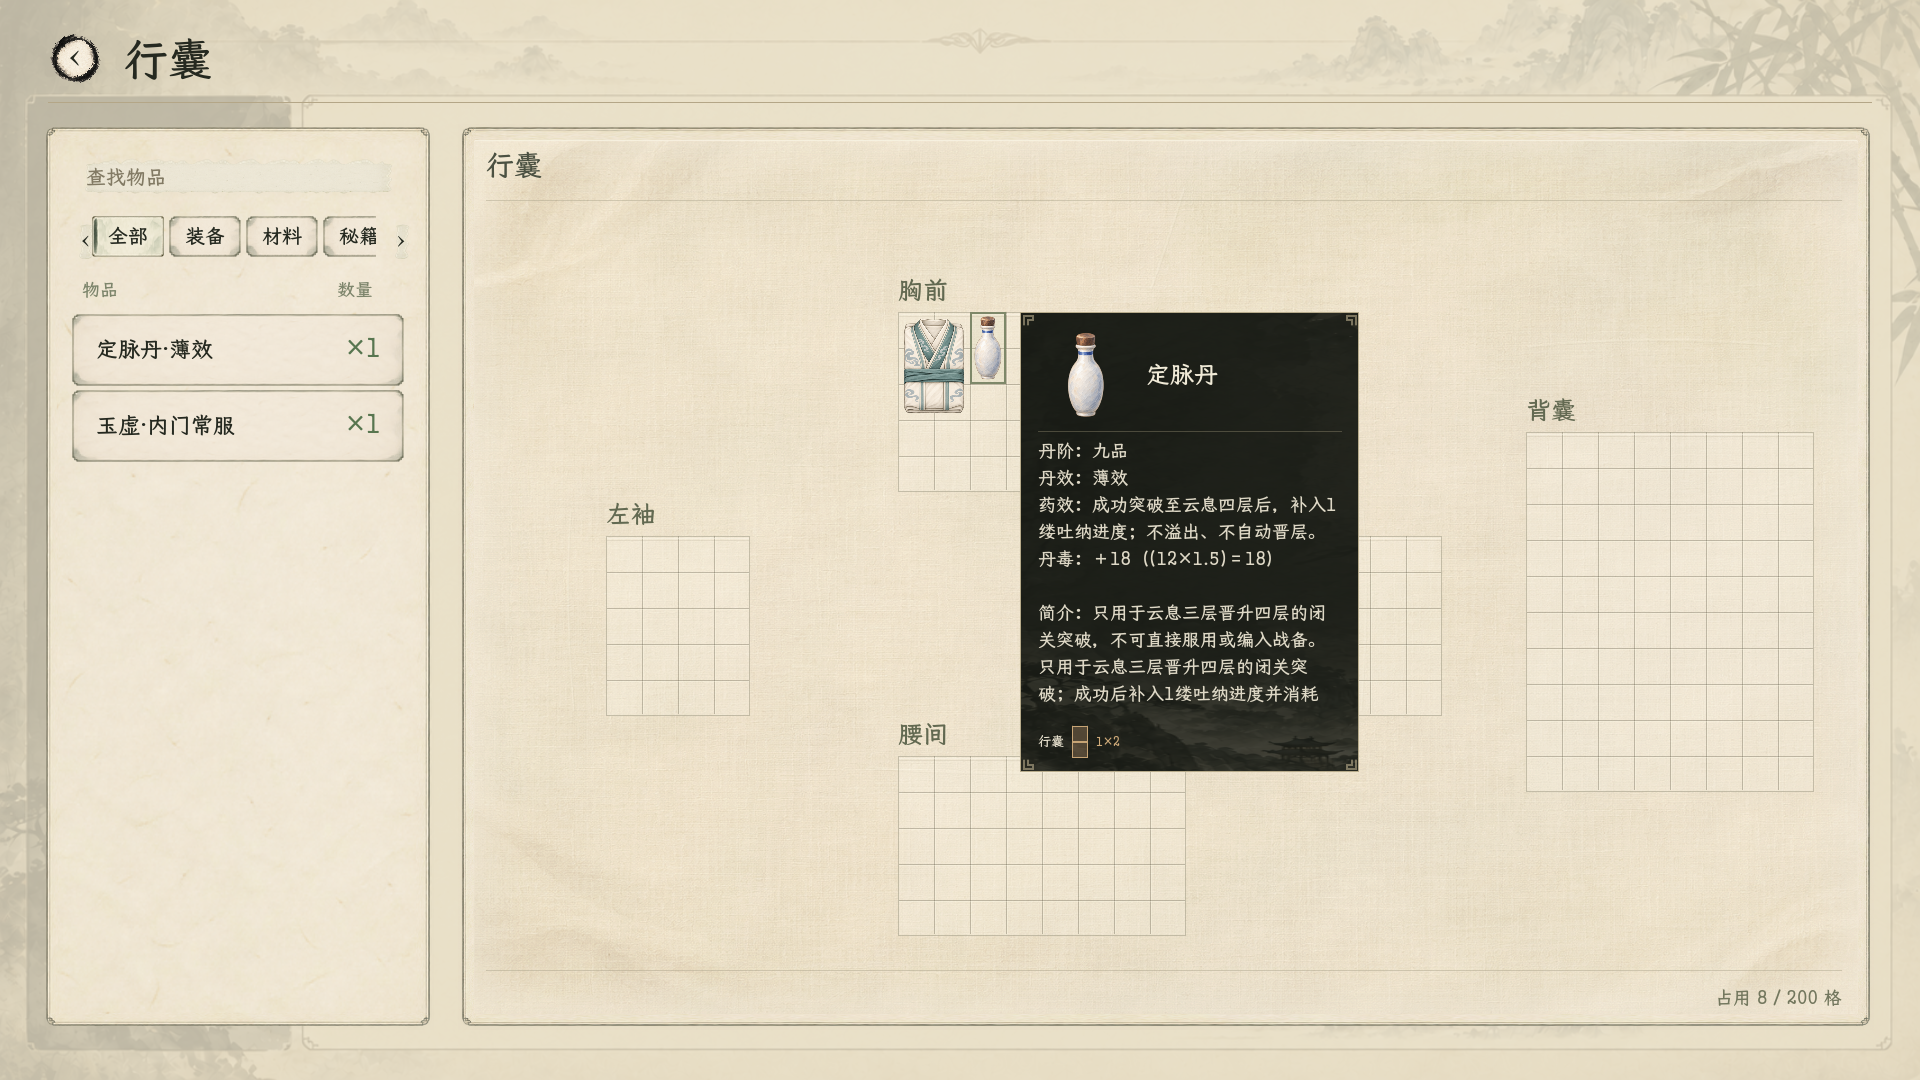 行囊
查找物品
全部 装备 材料 秘籍
物品 数量
定脉丹·薄效 ×1
玉虚·内门常服 ×1
行囊
胸前
左袖
腰间
背囊
定脉丹
丹阶：九品
丹效：薄效
药效：成功突破至云息四层后，补入1
缕吐纳进度；不溢出、不自动晋层。
丹毒：+18 ((12×1.5)=18)
简介：只用于云息三层晋升四层的闭
关突破，不可直接服用或编入战备。
只用于云息三层晋升四层的闭关突
破；成功后补入1缕吐纳进度并消耗
行囊 1×2
占用 8 / 200 格